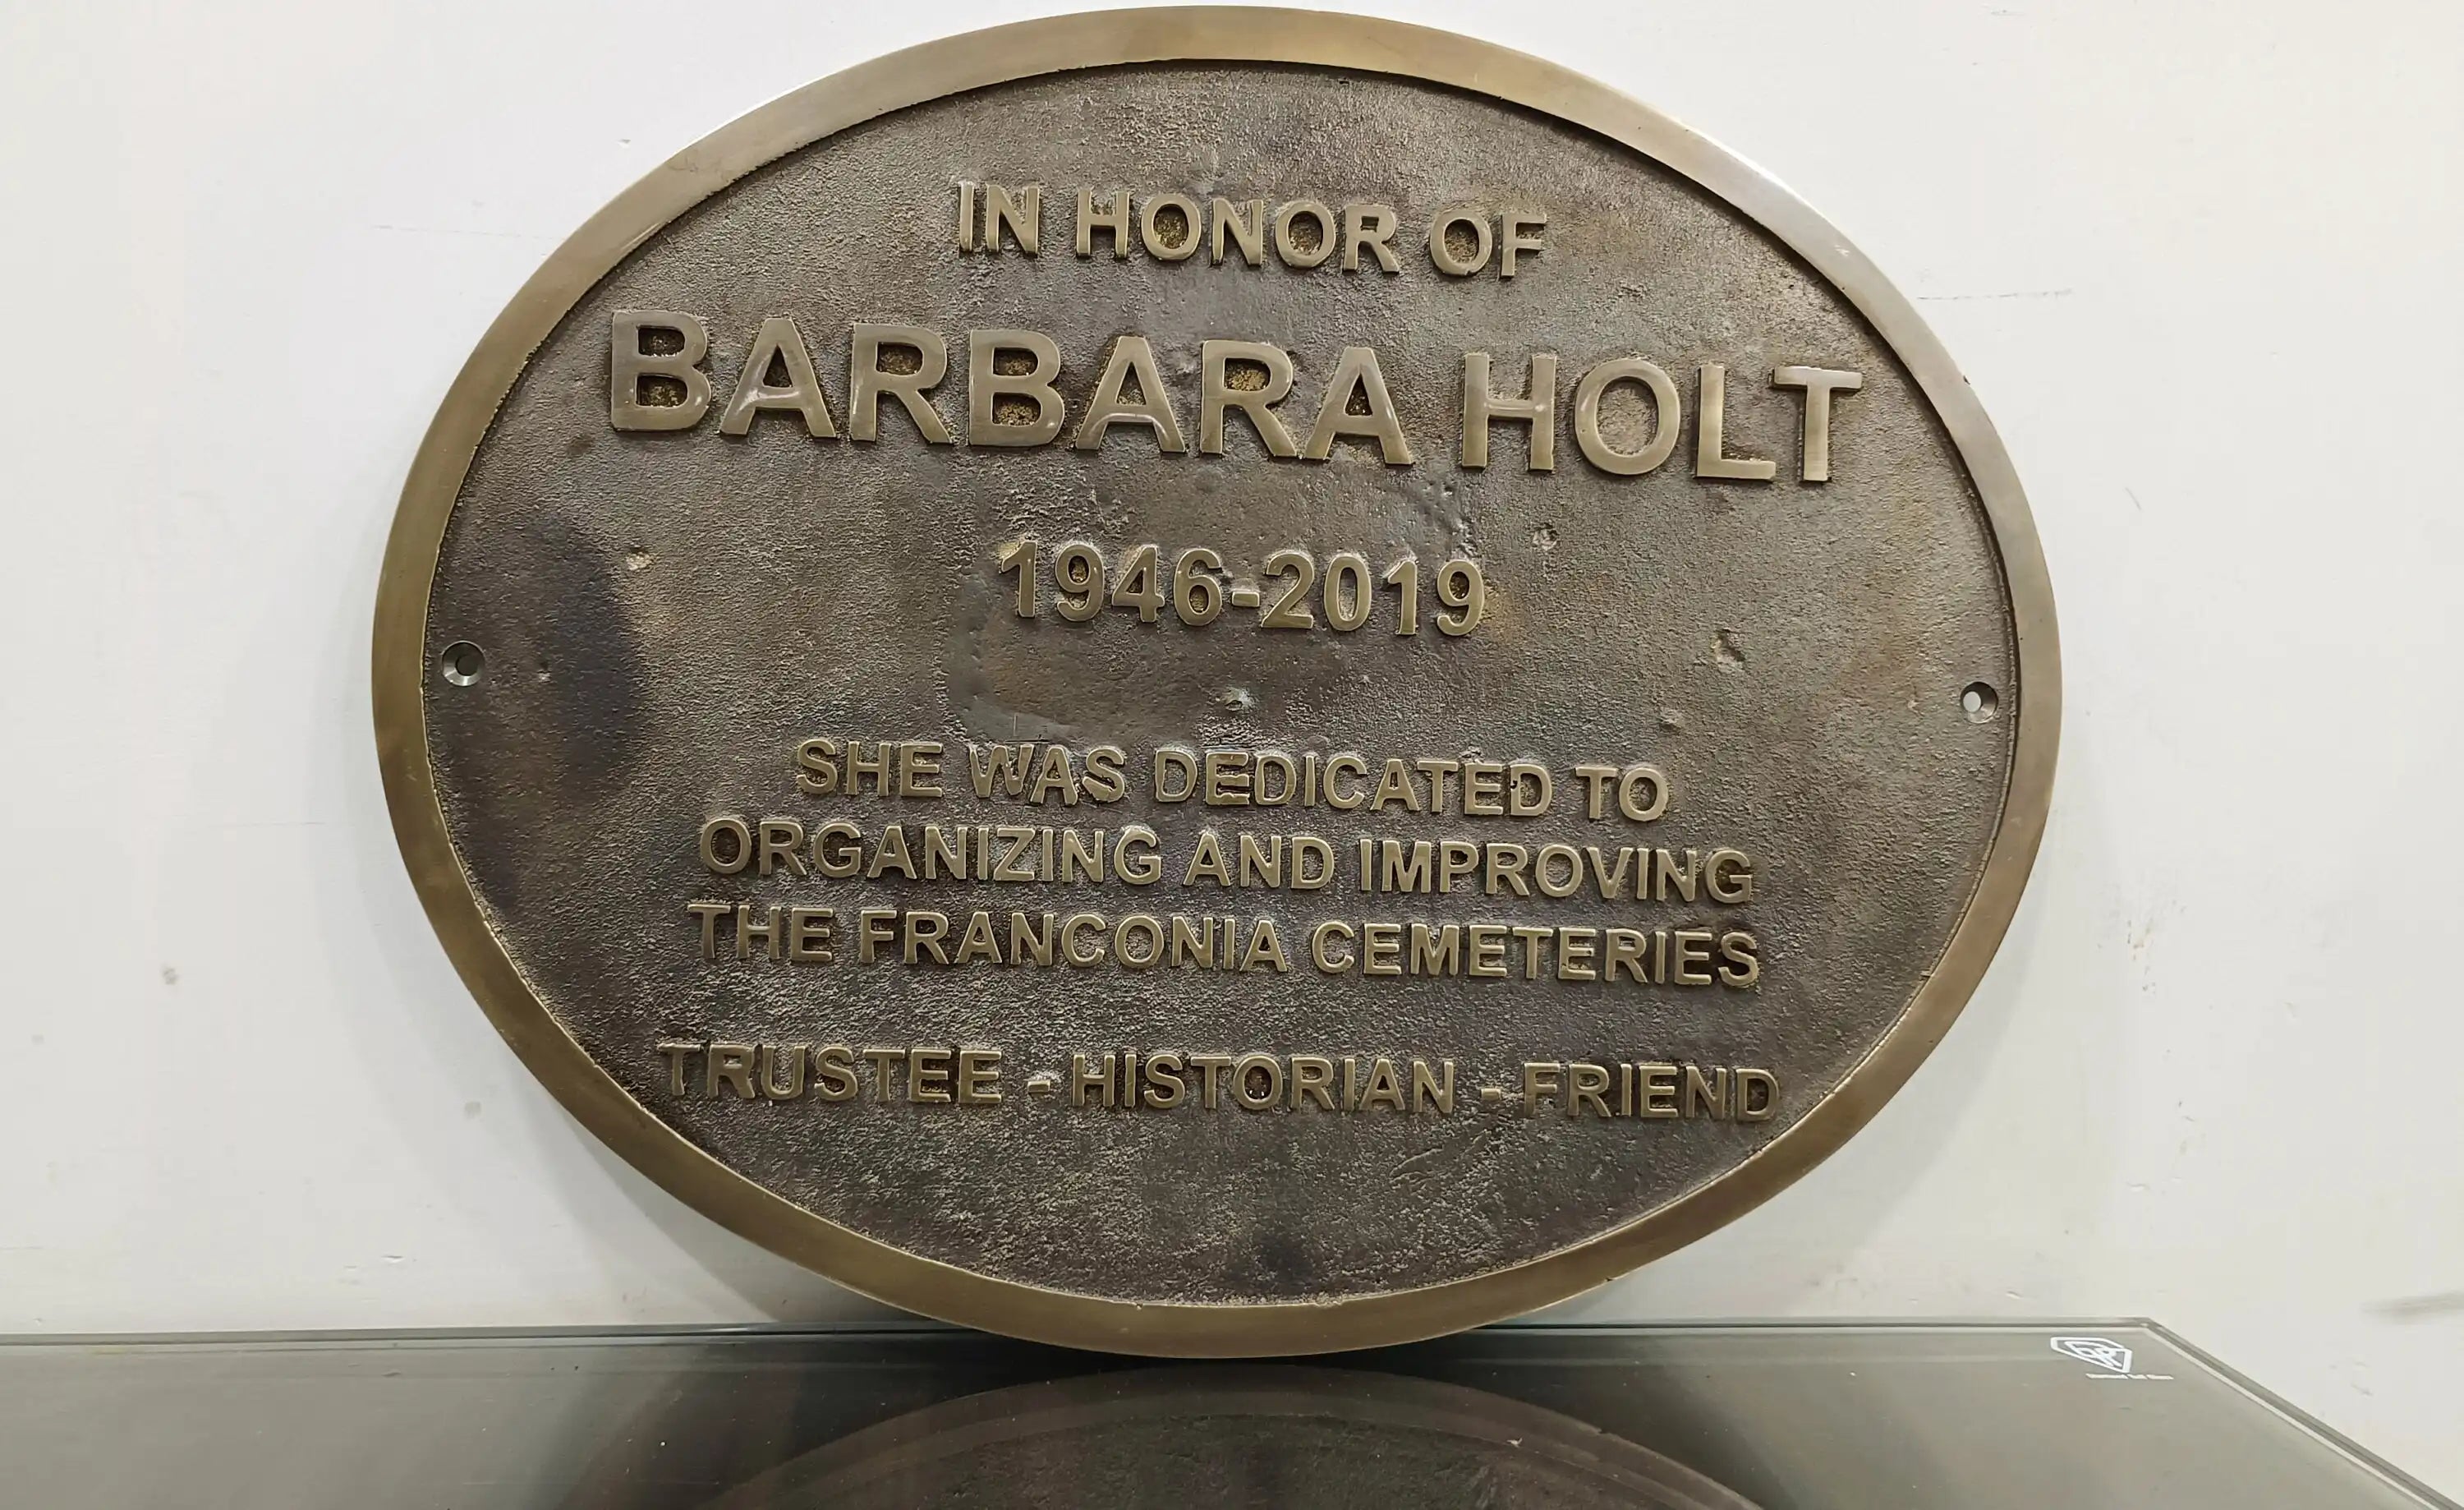 IN HONOR OF
BARBARA HOLT
1946-2019
SHE WAS DEDICATED TO
ORGANIZING AND IMPROVING
THE FRANCONIA CEMETERIES
TRUSTEE - HISTORIAN - FRIEND